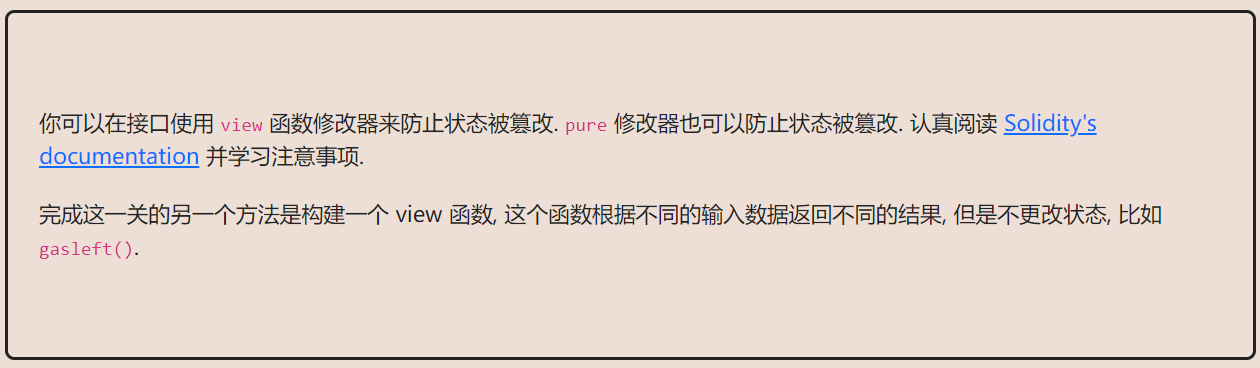 你可以在接口使用 view 函数修改器来防止状态被篡改. pure 修改器也可以防止状态被篡改. 认真阅读 Solidity's
documentation 并学习注意事项.
完成这一关的另一个方法是构建一个 view 函数, 这个函数根据不同的输入数据返回不同的结果, 但是不更改状态, 比如
gasleft().